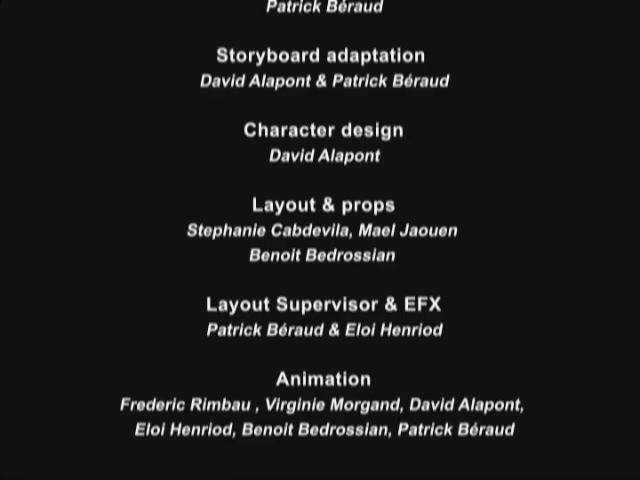 Patrick Béraud
Storyboard adaptation
David Alapont & Patrick Béraud
Character design
David Alapont
Layout & props
Stephanie Cabdevila, Mael Jaouen
Benoit Bedrossian
Layout Supervisor & EFX
Patrick Béraud & Eloi Henriod
Animation
Frederic Rimbau , Virginie Morgand, David Alapont,
Eloi Henriod, Benoit Bedrossian, Patrick Béraud